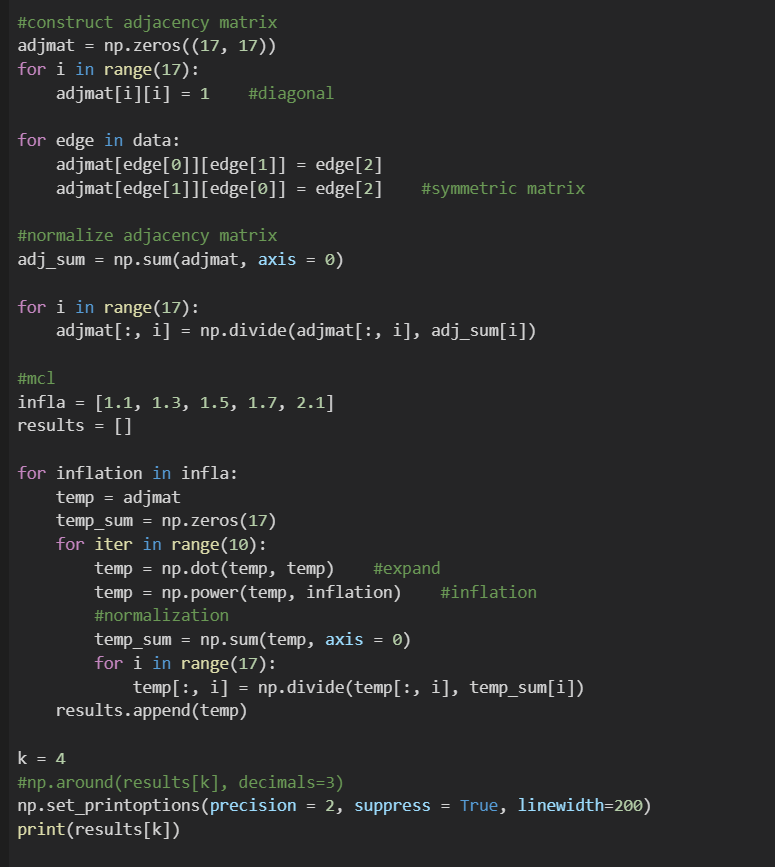 #construct adjacency matrix
adjmat = np.zeros((17, 17))
for i in range(17):
    adjmat[i][i] = 1    #diagonal

for edge in data:
    adjmat[edge[0]][edge[1]] = edge[2]
    adjmat[edge[1]][edge[0]] = edge[2]    #symmetric matrix

#normalize adjacency matrix
adj_sum = np.sum(adjmat, axis = 0)

for i in range(17):
    adjmat[:, i] = np.divide(adjmat[:, i], adj_sum[i])

#mcl
infla = [1.1, 1.3, 1.5, 1.7, 2.1]
results = []

for inflation in infla:
    temp = adjmat
    temp_sum = np.zeros(17)
    for iter in range(10):
        temp = np.dot(temp, temp)    #expand
        temp = np.power(temp, inflation)    #inflation
        #normalization
        temp_sum = np.sum(temp, axis = 0)
        for i in range(17):
            temp[:, i] = np.divide(temp[:, i], temp_sum[i])
    results.append(temp)

k = 4
#np.around(results[k], decimals=3)
np.set_printoptions(precision = 2, suppress = True, linewidth=200)
print(results[k])